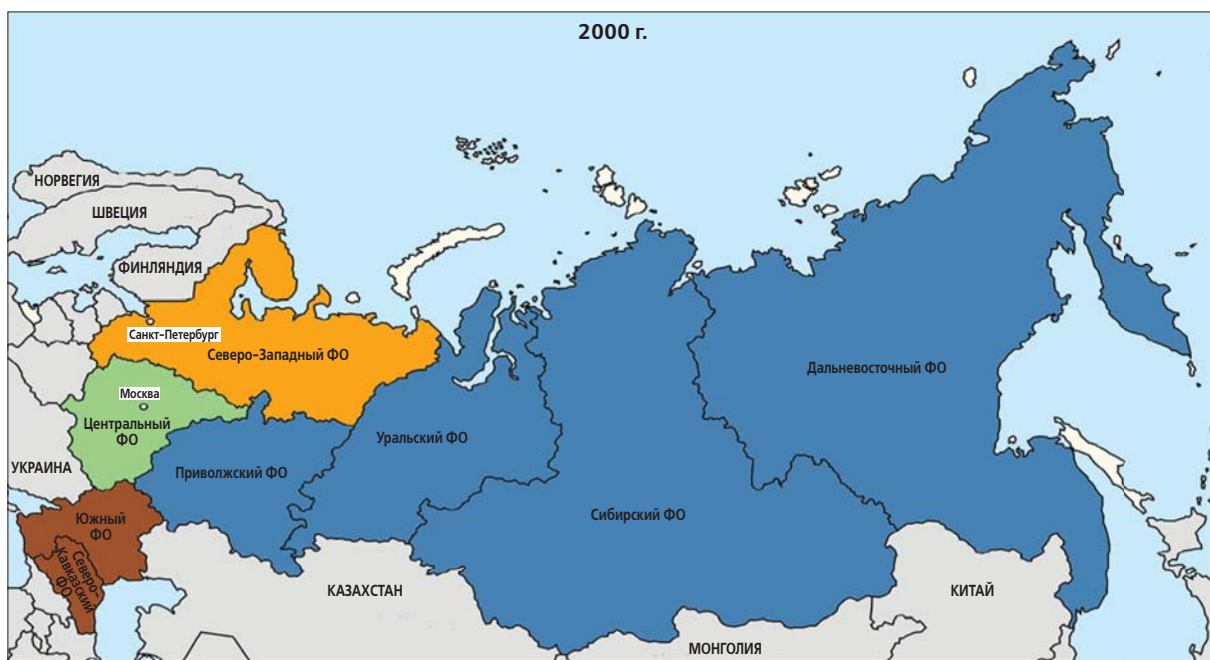 2000 г.
НОРВЕГИЯ
ШВЕЦИЯ
ФИНЛЯНДИЯ
Санкт-Петербург
Северо-Западный ФО
Дальневосточный ФО
Москва
Центральный
ФО
Уральский ФО
УКРАИНА
Приволжский ФО
Южный
ФО
Сибирский ФО
Северо-
Кавказский
ФО
КАЗАХСТАН
КИТАЙ
МОНГОЛИЯ